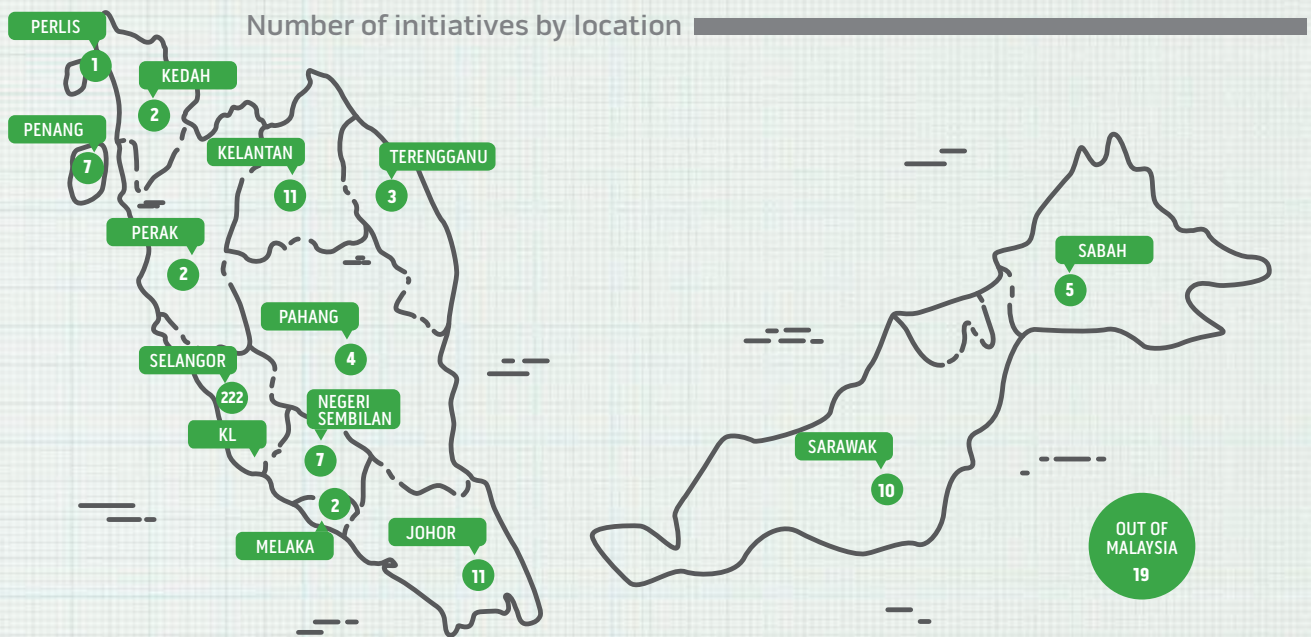 Number of initiatives by location
PERLIS
1
KEDAH
2
PENANG
7
KELANTAN
11
TERENGGANU
3
PERAK
2
PAHANG
4
SELANGOR
222
KL
NEGERI
SEMBILAN
7
2
MELAKA
JOHOR
11
SABAH
5
SARAWAK
10
OUT OF
MALAYSIA
19